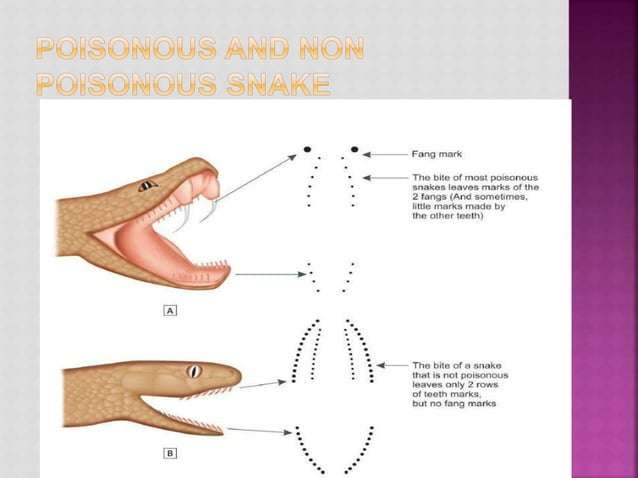 POISONOUS AND NON
POISONOUS SNAKE
Fang mark
The bite of most poisonous
snakes leaves marks of the
2 fangs (And sometimes,
little marks made by
the other teeth)
A
The bite of a snake
that is not poisonous
leaves only 2 rows
of teeth marks,
but no fang marks
B